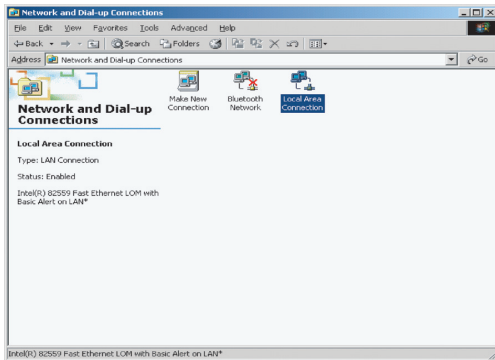 Network and Dial-up Connections
File Edit View Favorites Tools Advanced Help
Back Search Folders
Address Network and Dial-up Connections Go
Make New Connection
Bluetooth Network
Local Area Connection
Network and Dial-up
Connections
Local Area Connection
Type: LAN Connection
Status: Enabled
Intel(R) 82559 Fast Ethernet LOM with
Basic Alert on LAN*
Intel(R) 82559 Fast Ethernet LOM with Basic Alert on LAN*